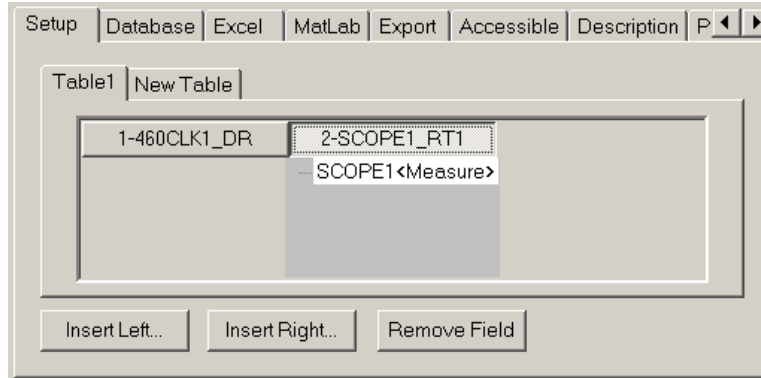 Setup Database Excel MatLab Export Accessible Description P
Table1 New Table
1-460CLK1_DR 2-SCOPE1_RT1
SCOPE1<Measure>
Insert Left... Insert Right... Remove Field